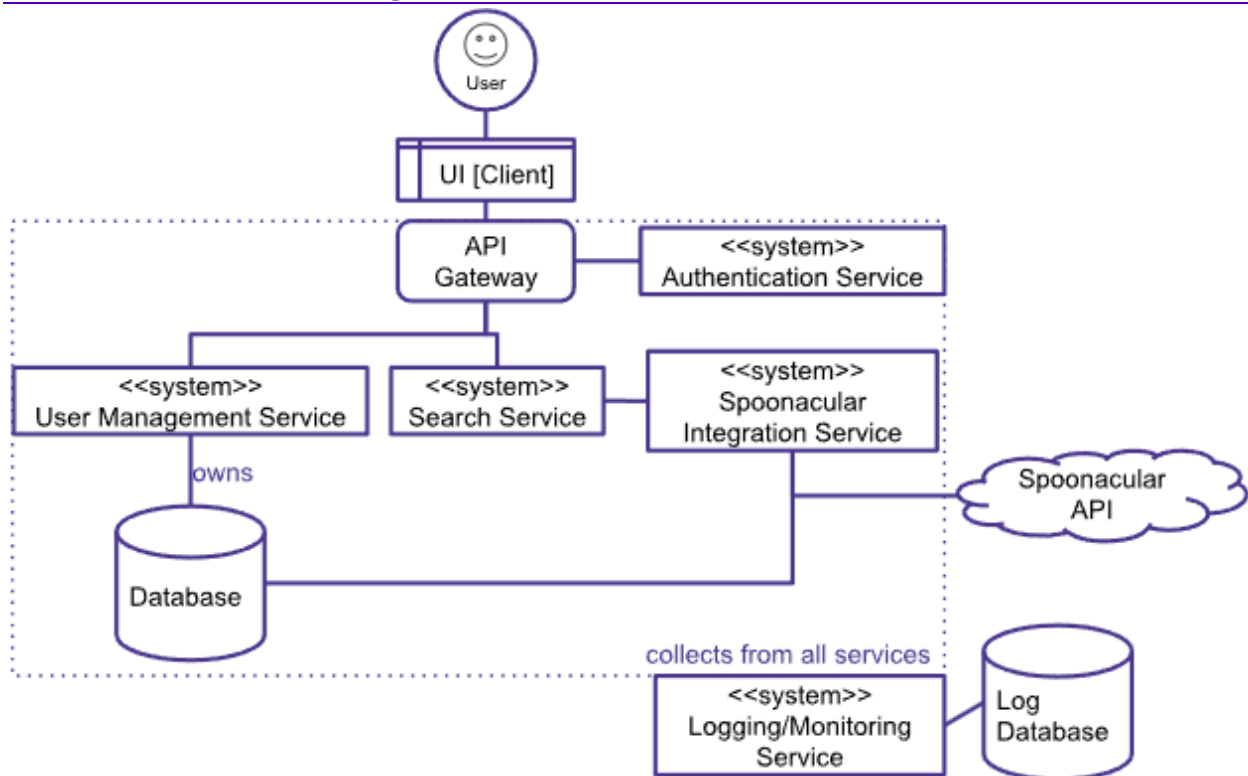 User
UI [Client]
API
Gateway
<<system>>
Authentication Service
<<system>>
User Management Service
<<system>>
Search Service
<<system>>
Spoonacular
Integration Service
owns
Spoonacular
API
Database
collects from all services
<<system>>
Logging/Monitoring
Service
Log
Database